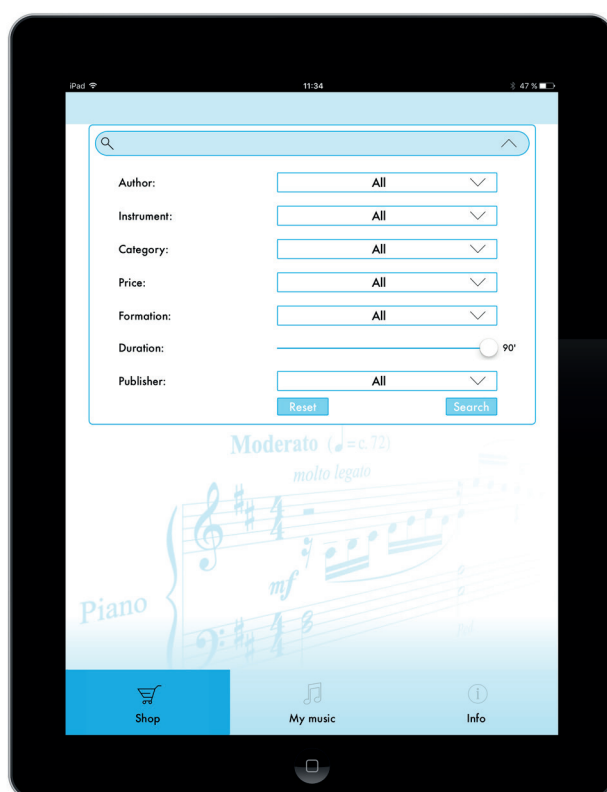 iPad 11:34 47 %
Author: All
Instrument: All
Category: All
Price: All
Formation: All
Duration: 90'
Publisher: All
Reset Search
Moderato (♩=c.72)
molto legato
mf
Piano
Shop My music Info